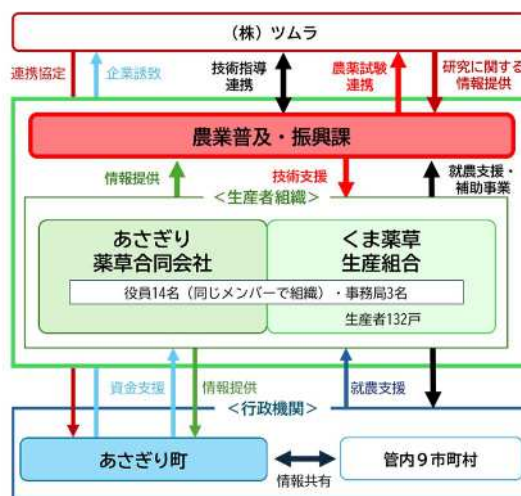 （株）ツムラ
連携協定
企業誘致
技術指導
連携
農薬試験
連携
研究に関する
情報提供
農業普及・振興課
情報提供
技術支援
就農支援・
補助事業
＜生産者組織＞
あさぎり
薬草合同会社
くま薬草
生産組合
役員14名（同じメンバーで組織）・事務局3名
生産者132戸
資金支援
情報提供
就農支援
＜行政機関＞
あさぎり町
情報共有
管内9市町村